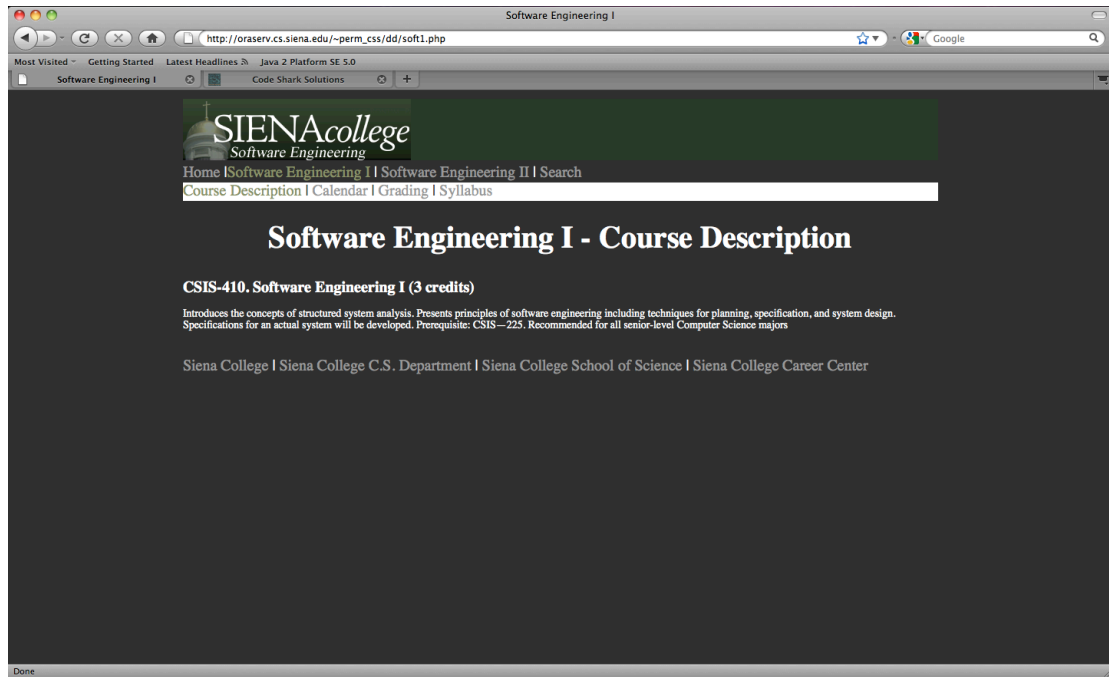 Software Engineering I
http://oraserv.cs.siena.edu/~perm_css/dd/soft1.php
Google
Most Visited Getting Started Latest Headlines Java 2 Platform SE 5.0
Software Engineering I Code Shark Solutions +
SIENAcollege
Software Engineering
Home |Software Engineering I | Software Engineering II | Search
Course Description | Calendar | Grading | Syllabus
Software Engineering I - Course Description
CSIS-410. Software Engineering I (3 credits)
Introduces the concepts of structured system analysis. Presents principles of software engineering including techniques for planning, specification, and system design.
Specifications for an actual system will be developed. Prerequisite: CSIS—225. Recommended for all senior-level Computer Science majors
Siena College | Siena College C.S. Department | Siena College School of Science | Siena College Career Center
Done